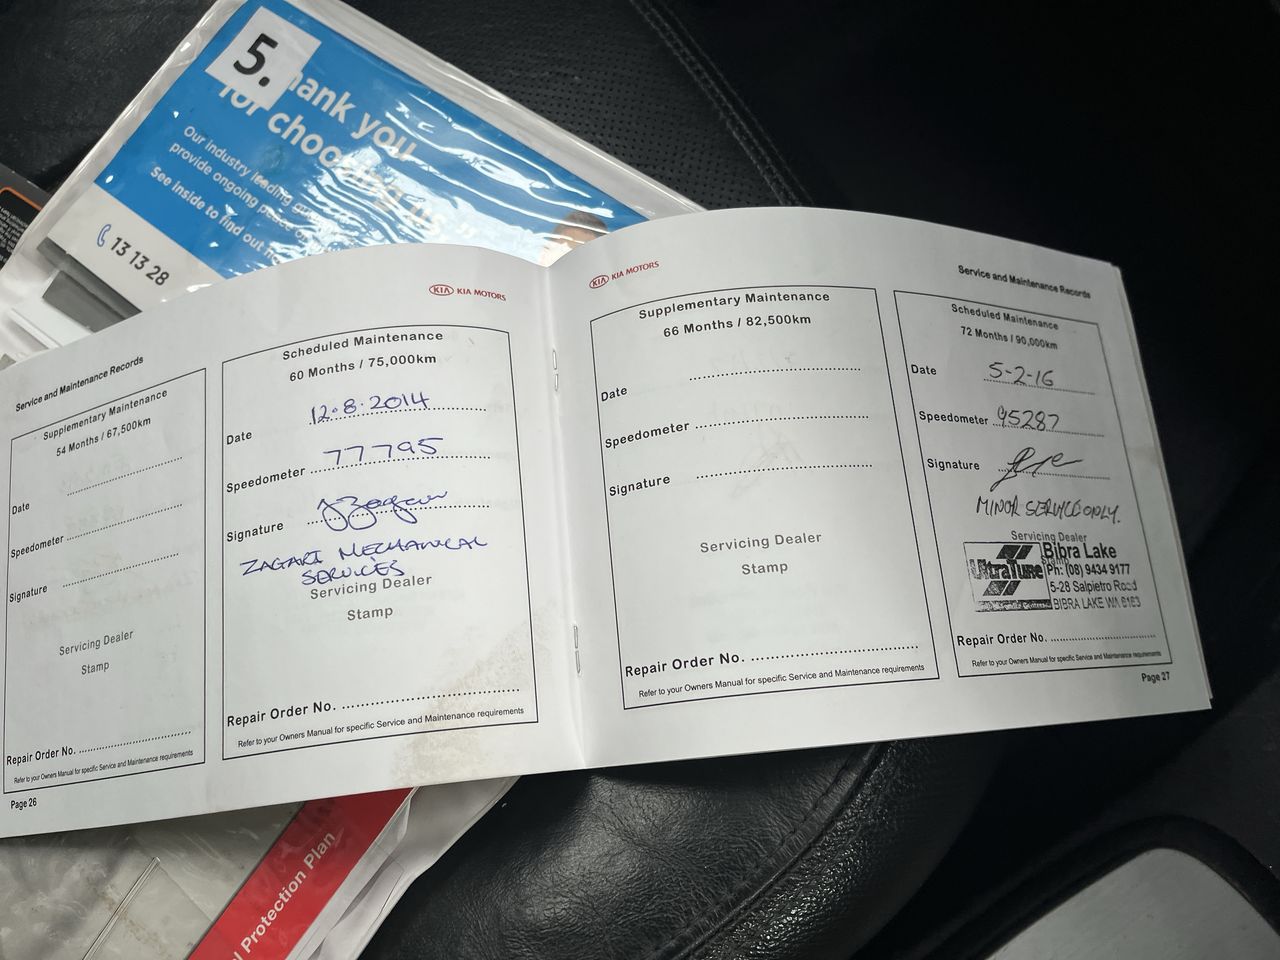 5.
Thank you
for choosing us
Our industry leading
provide ongoing peace
See inside to find out
13 13 28
KIA KIA MOTORS
Service and Maintenance Records
Supplementary Maintenance
54 Months / 67,500km
Date
Speedometer
Signature
Servicing Dealer
Stamp
Repair Order No.
Refer to your Owners Manual for specific Service and Maintenance requirements
Page 26
Scheduled Maintenance
60 Months / 75,000km
Date 12.8.2014
Speedometer 77795
Signature
ZAGARI MECHANICAL
SERVICES
Servicing Dealer
Stamp
Repair Order No.
Refer to your Owners Manual for specific Service and Maintenance requirements
KIA KIA MOTORS
Supplementary Maintenance
66 Months / 82,500km
Date
Speedometer
Signature
Servicing Dealer
Stamp
Repair Order No.
Refer to your Owners Manual for specific Service and Maintenance requirements
Service and Maintenance Records
Scheduled Maintenance
72 Months / 90,000km
Date 5-2-16
Speedometer 95287
Signature
MINOR SERVICE ONLY.
Servicing Dealer
UltraTune Bibra Lake
Ph: (08) 9434 9177
5-28 Salpietro Road
BIBRA LAKE WA 6163
Repair Order No.
Refer to your Owners Manual for specific Service and Maintenance requirements
Page 27
Protection Plan